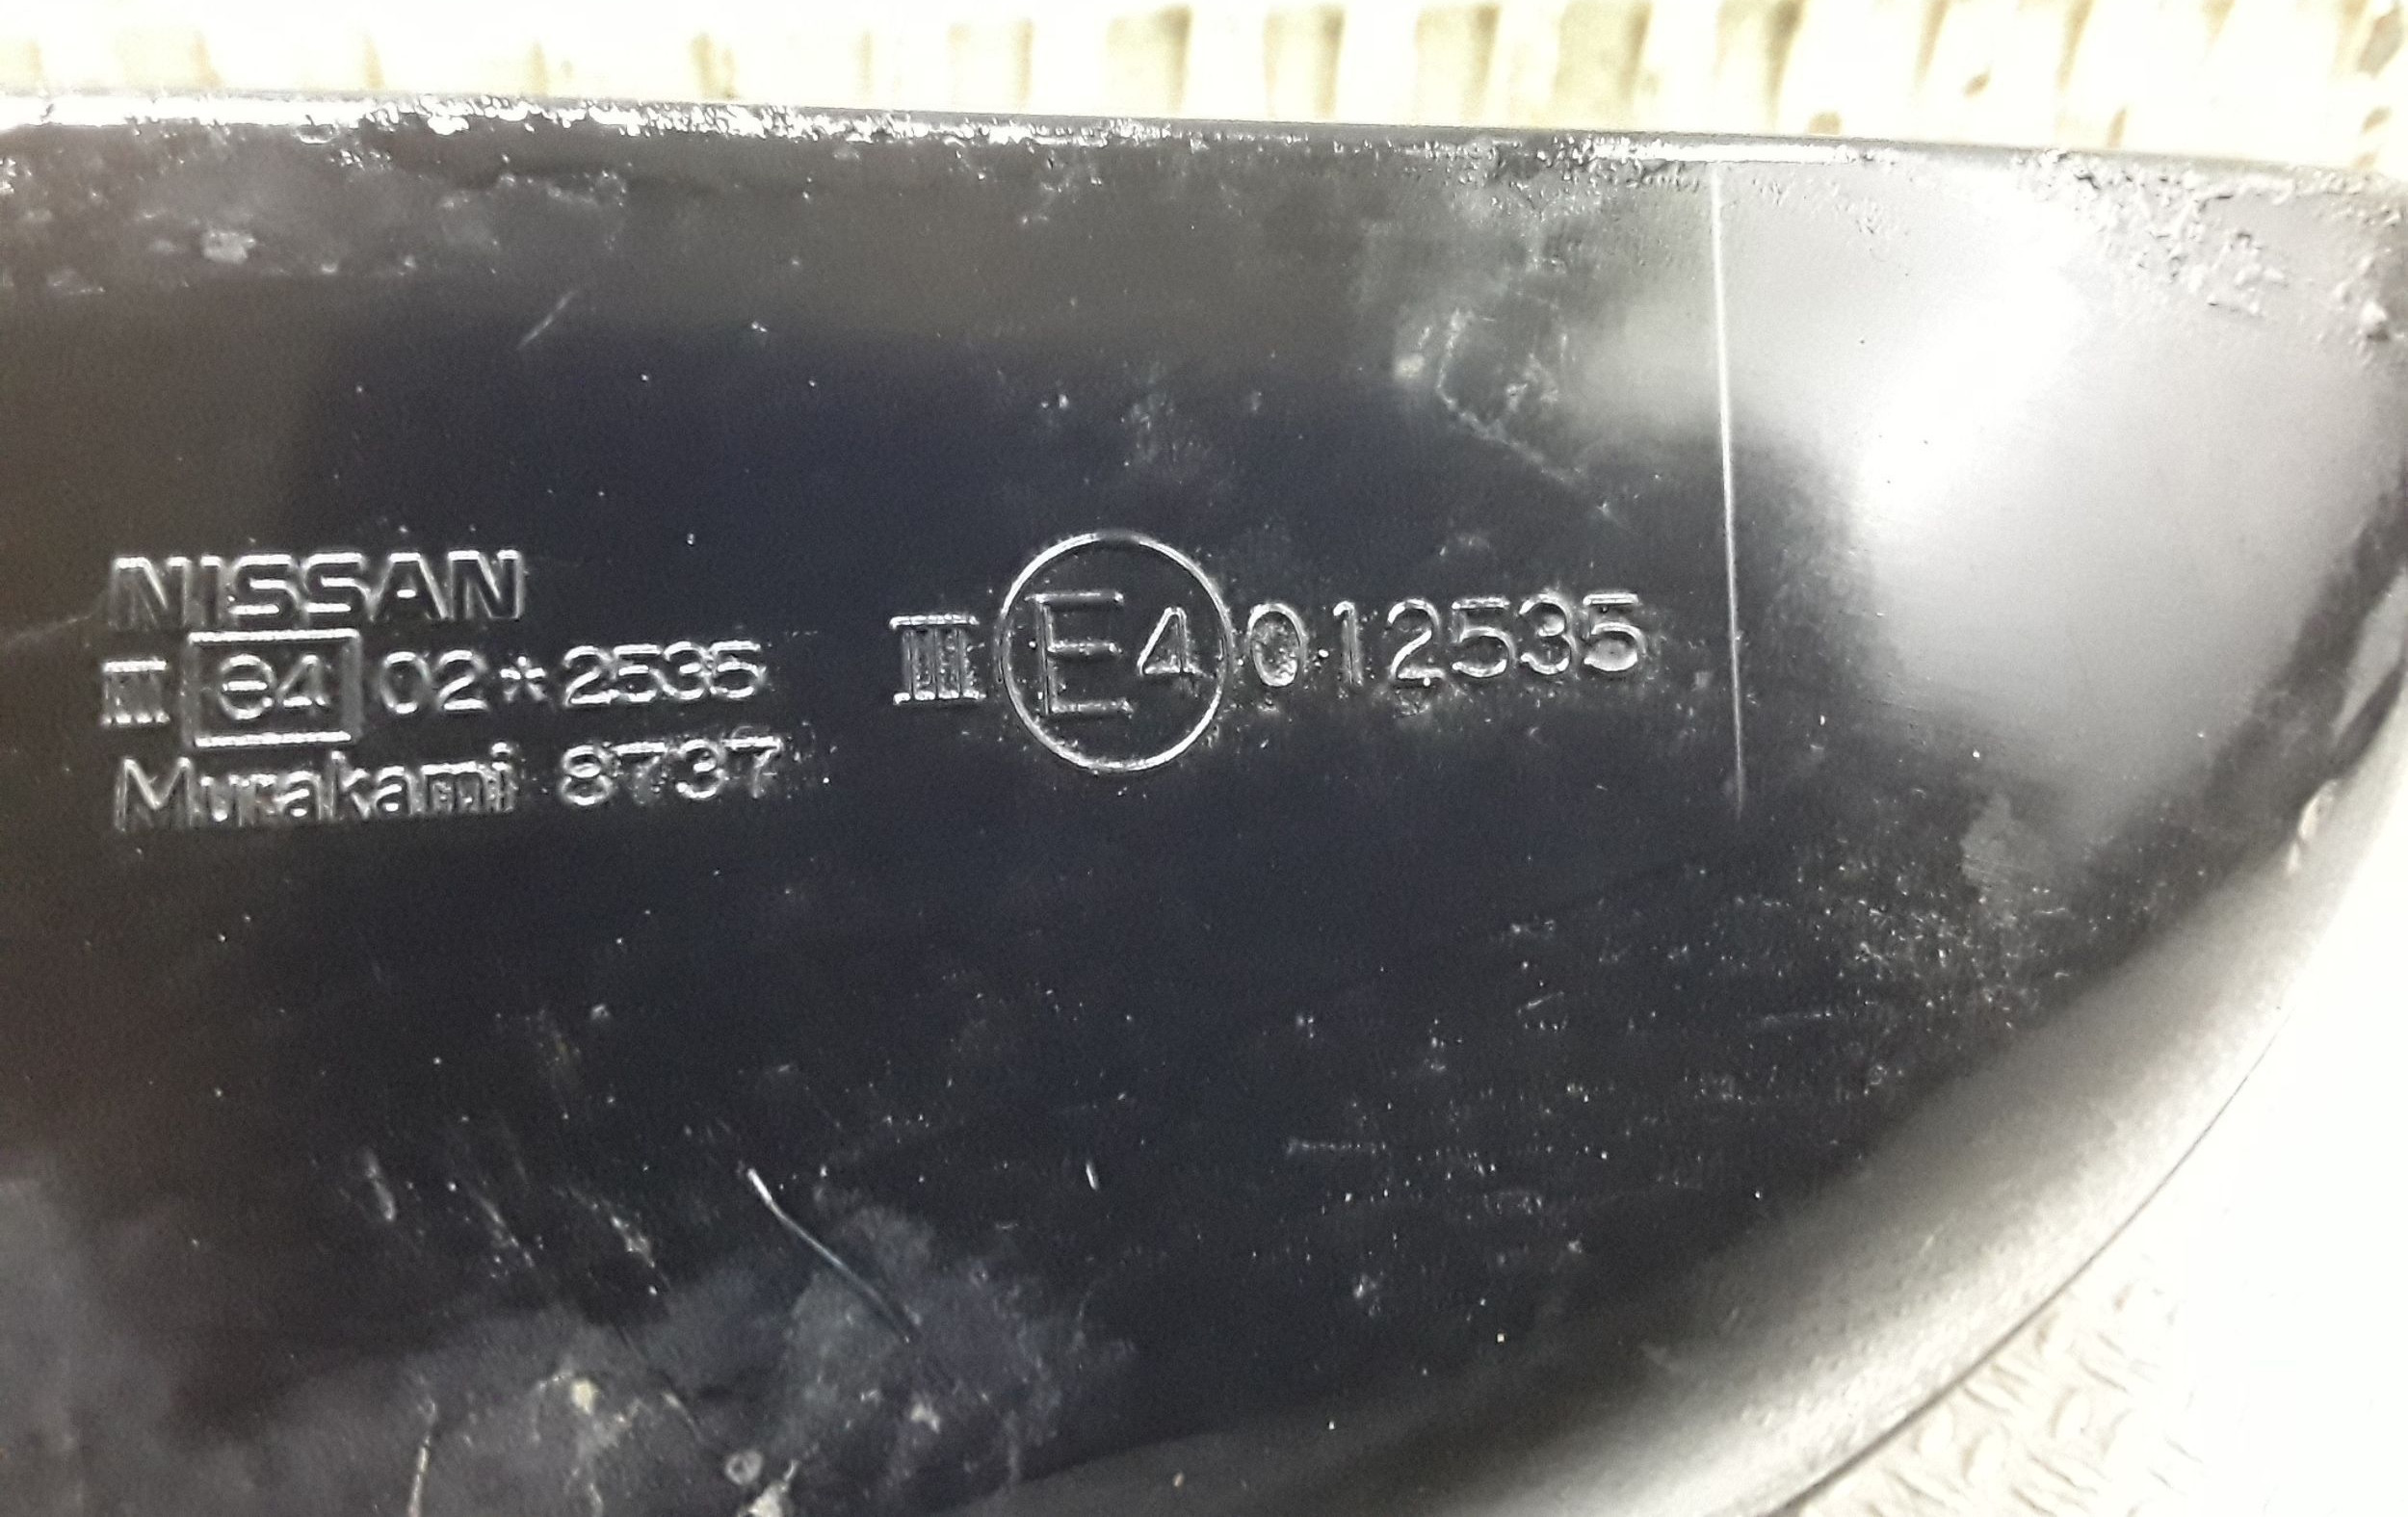 NISSAN
III e4 02*2535
Murakami 8737
III E4 012535